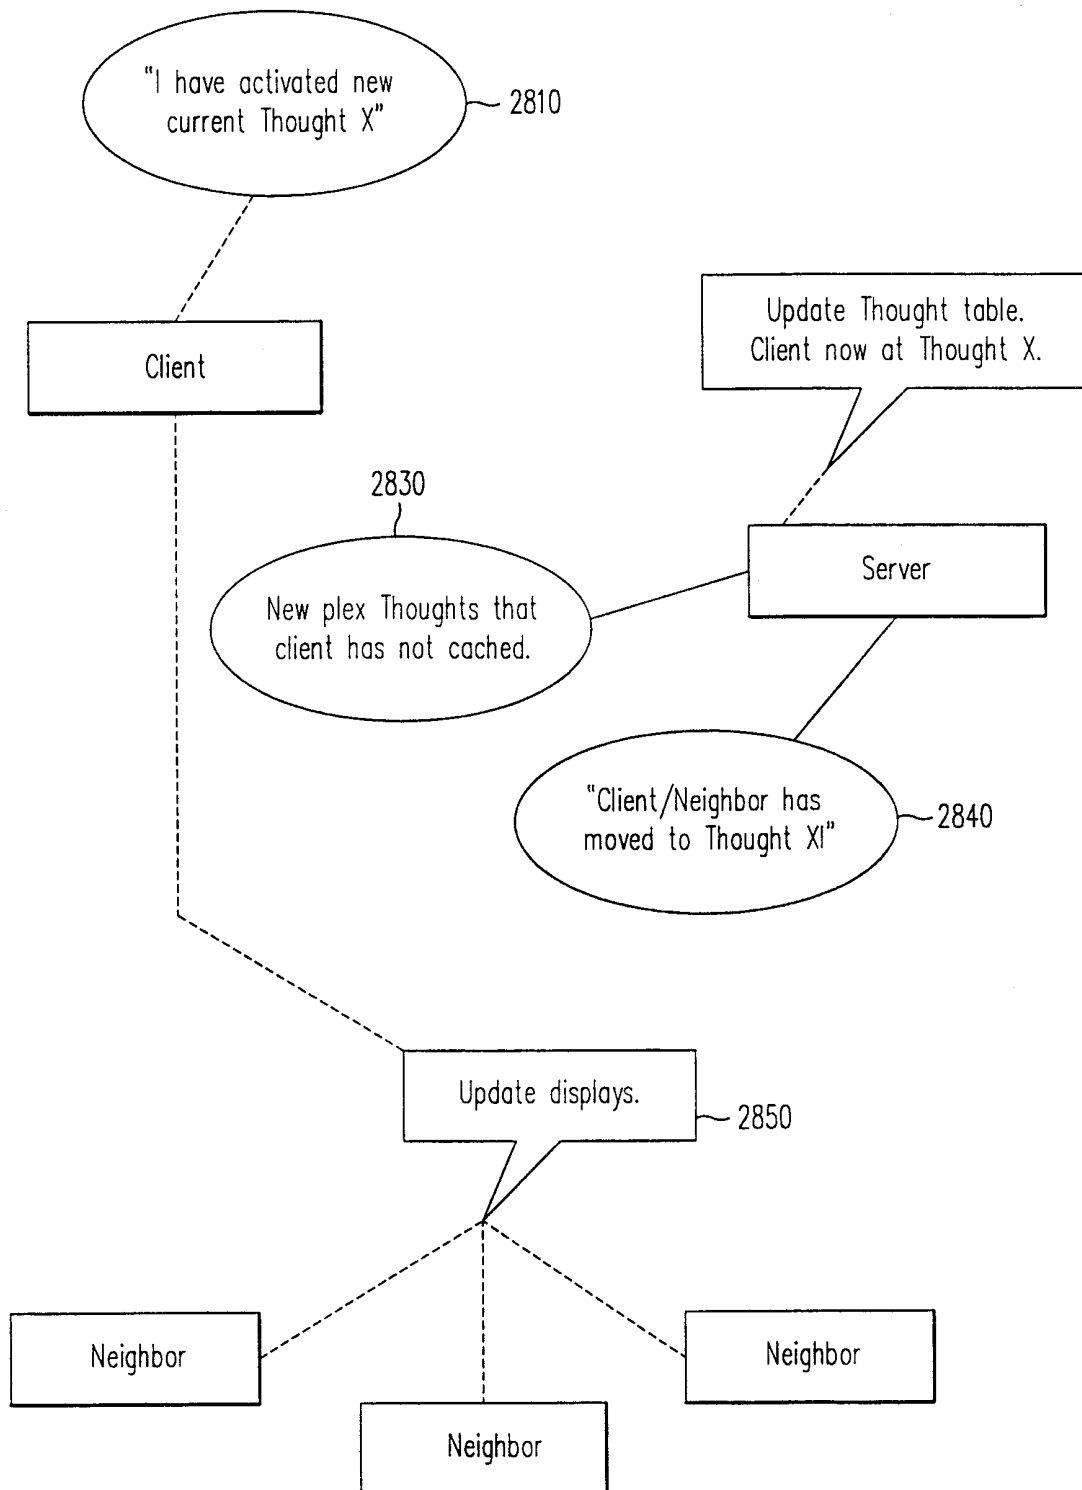 "I have activated new
current Thought X"
2810
Client
Update Thought table.
Client now at Thought X.
2830
Server
New plex Thoughts that
client has not cached.
"Client/Neighbor has
moved to Thought XI"
2840
Update displays.
2850
Neighbor
Neighbor
Neighbor